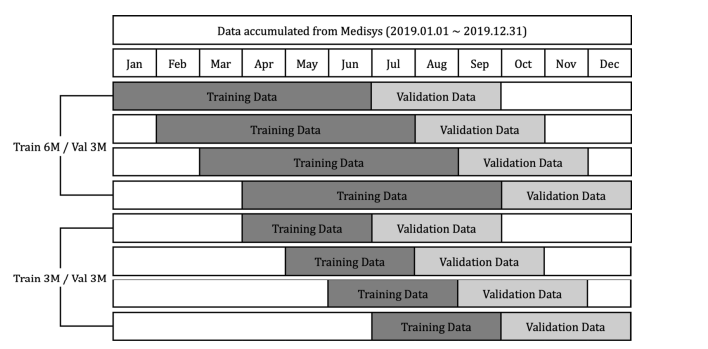 Data accumulated from Medisys (2019.01.01 ~ 2019.12.31)
Jan Feb Mar Apr May Jun Jul Aug Sep Oct Nov Dec
Training Data Validation Data
Training Data Validation Data
Train 6M / Val 3M
Training Data Validation Data
Training Data Validation Data
Training Data Validation Data
Training Data Validation Data
Train 3M / Val 3M
Training Data Validation Data
Training Data Validation Data